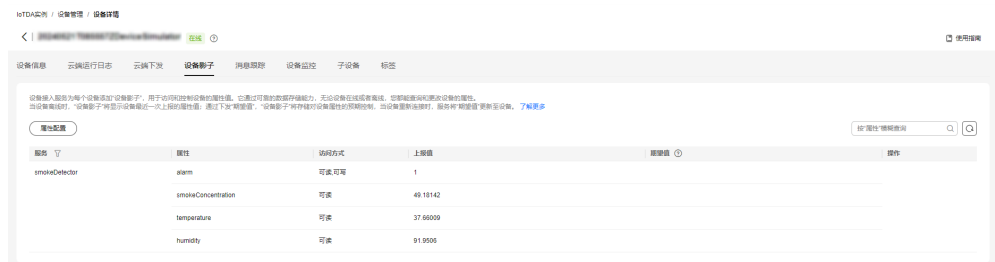 IoTDA实例 / 设备管理 / 设备详情
在线
使用指南
设备信息 云端运行日志 云端下发 设备影子 消息跟踪 设备监控 子设备 标签
设备接入服务为每个设备添加“设备影子”，用于访问和控制设备的属性值。它通过可靠的数据存储能力，无论设备在线或者离线，您都能查询和更改设备的属性。
当设备离线时，“设备影子”将显示设备最近一次上报的属性值；通过下发“期望值”，“设备影子”将存储对设备属性的预期控制，当设备重新连接时，服务将“期望值”更新至设备。 了解更多
属性配置
按“属性”模糊查询
服务 属性 访问方式 上报值 期望值 操作
smokeDetector alarm 可读,可写 1
smokeConcentration 可读 49.18142
temperature 可读 37.66009
humidity 可读 91.9506